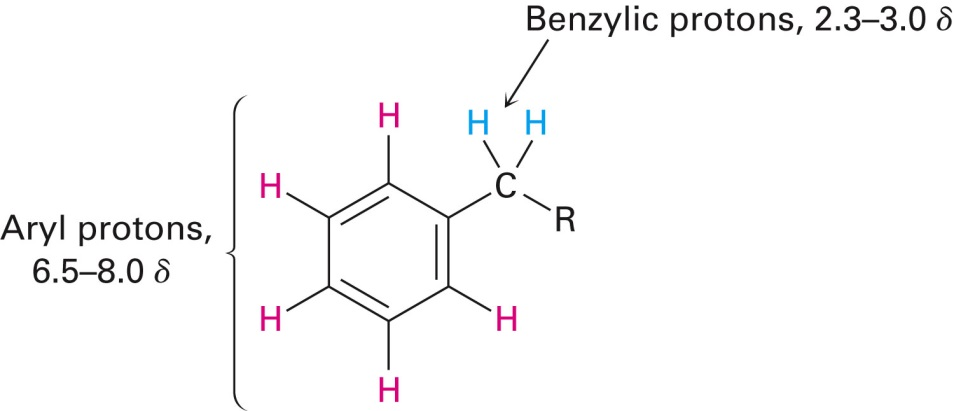 Benzylic protons, 2.3–3.0 δ
H
H H
H
C
R
Aryl protons,
6.5–8.0 δ
H
H
H